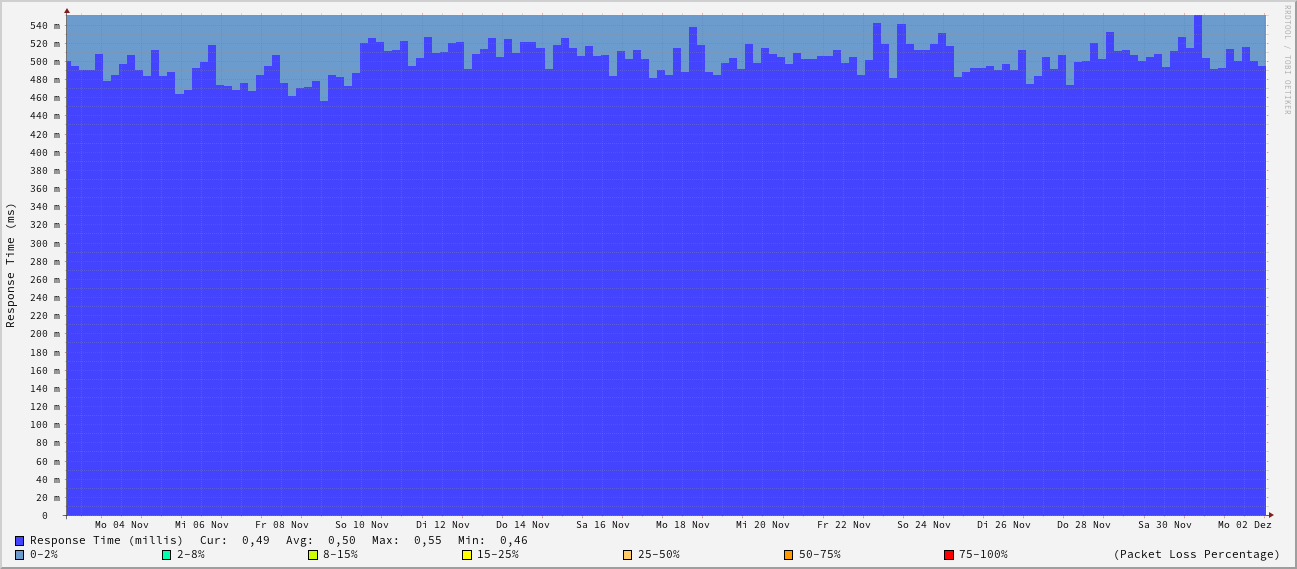 RRDTOOL / TOBI OETIKER
Response Time (ms)
540 m
520 m
500 m
480 m
460 m
440 m
420 m
400 m
380 m
360 m
340 m
320 m
300 m
280 m
260 m
240 m
220 m
200 m
180 m
160 m
140 m
120 m
100 m
80 m
60 m
40 m
20 m
0
Mo 04 Nov Mi 06 Nov Fr 08 Nov So 10 Nov Di 12 Nov Do 14 Nov Sa 16 Nov Mo 18 Nov Mi 20 Nov Fr 22 Nov So 24 Nov Di 26 Nov Do 28 Nov Sa 30 Nov Mo 02 Dez
Response Time (millis) Cur: 0,49 Avg: 0,50 Max: 0,55 Min: 0,46
0-2% 2-8% 8-15% 15-25% 25-50% 50-75% 75-100% (Packet Loss Percentage)